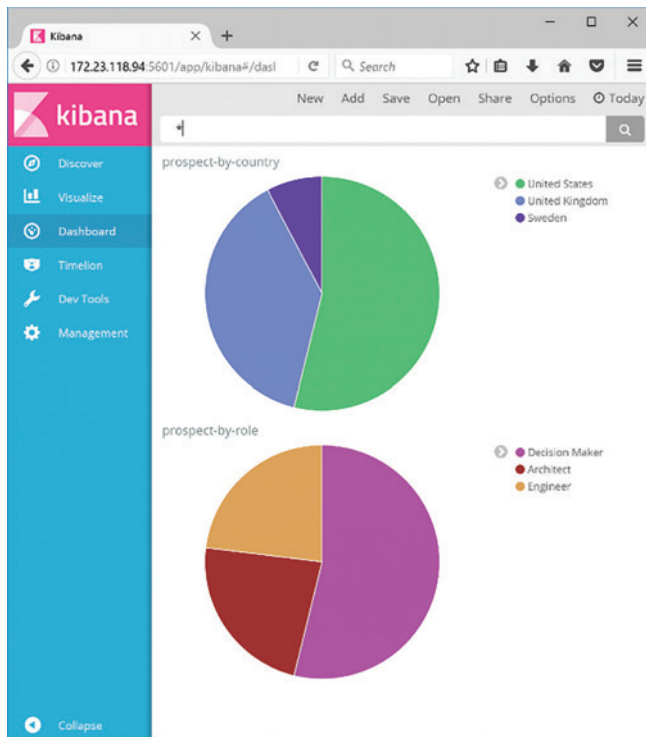 Kibana
172.23.118.94:5601/app/kibana#/dasl
Search
New Add Save Open Share Options Today
kibana
*
Discover
Visualize
Dashboard
Timelion
Dev Tools
Management
Collapse
prospect-by-country
United States
United Kingdom
Sweden
prospect-by-role
Decision Maker
Architect
Engineer